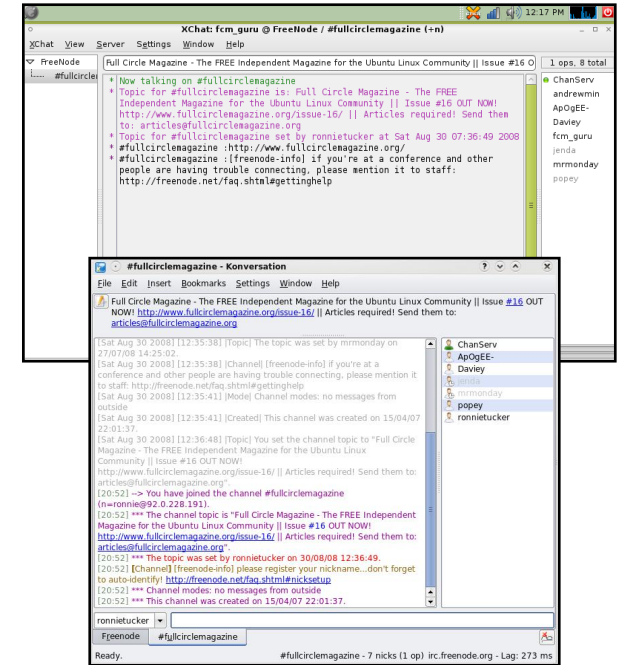 12:17 PM
XChat: fcm_guru @ FreeNode / #fullcirclemagazine (+n)
XChat View Server Settings Window Help
FreeNode
#fullcircler
Full Circle Magazine - The FREE Independent Magazine for the Ubuntu Linux Community || Issue #16 O
1 ops, 8 total
* Now talking on #fullcirclemagazine
* Topic for #fullcirclemagazine is: Full Circle Magazine - The FREE
Independent Magazine for the Ubuntu Linux Community || Issue #16 OUT NOW!
http://www.fullcirclemagazine.org/issue-16/ || Articles required! Send them
to: articles@fullcirclemagazine.org
* Topic for #fullcirclemagazine set by ronnietucker at Sat Aug 30 07:36:49 2008
* #fullcirclemagazine :http://www.fullcirclemagazine.org/
* #fullcirclemagazine :[freenode-info] if you're at a conference and other
people are having trouble connecting, please mention it to staff:
http://freenode.net/faq.shtml#gettinghelp
ChanServ
andrewmin
ApOgEE-
Daviey
fcm_guru
jenda
mrmonday
popey
#fullcirclemagazine - Konversation
File Edit Insert Bookmarks Settings Window Help
Full Circle Magazine - The FREE Independent Magazine for the Ubuntu Linux Community || Issue #16 OUT
NOW! http://www.fullcirclemagazine.org/issue-16/ || Articles required! Send them to:
articles@fullcirclemagazine.org
[Sat Aug 30 2008] [12:35:38] |Topic| The topic was set by mrmonday on
27/07/08 14:25:02.
[Sat Aug 30 2008] [12:35:38] |Channel| [freenode-info] if you're at a
conference and other people are having trouble connecting, please mention it
to staff: http://freenode.net/faq.shtml#gettinghelp
[Sat Aug 30 2008] [12:35:41] |Mode| Channel modes: no messages from
outside
[Sat Aug 30 2008] [12:35:41] |Created| This channel was created on 15/04/07
22:01:37.
[Sat Aug 30 2008] [12:36:48] |Topic| You set the channel topic to "Full Circle
Magazine - The FREE Independent Magazine for the Ubuntu Linux
Community || Issue #16 OUT NOW!
http://www.fullcirclemagazine.org/issue-16/ || Articles required! Send them to:
articles@fullcirclemagazine.org".
[20:52] --> You have joined the channel #fullcirclemagazine
(n=ronnie@92.0.228.191).
[20:52] *** The channel topic is "Full Circle Magazine - The FREE Independent
Magazine for the Ubuntu Linux Community || Issue #16 OUT NOW!
http://www.fullcirclemagazine.org/issue-16/ || Articles required! Send them to:
articles@fullcirclemagazine.org".
[20:52] *** The topic was set by ronnietucker on 30/08/08 12:36:49.
[20:52] [Channel] [freenode-info] please register your nickname...don't forget
to auto-identify! http://freenode.net/faq.shtml#nicksetup
[20:52] *** Channel modes: no messages from outside
[20:52] *** This channel was created on 15/04/07 22:01:37.
ChanServ
ApOgEE-
Daviey
jenda
mrmonday
popey
ronnietucker
ronnietucker
Freenode #fullcirclemagazine
Ready. #fullcirclemagazine - 7 nicks (1 op) irc.freenode.org - Lag: 273 ms